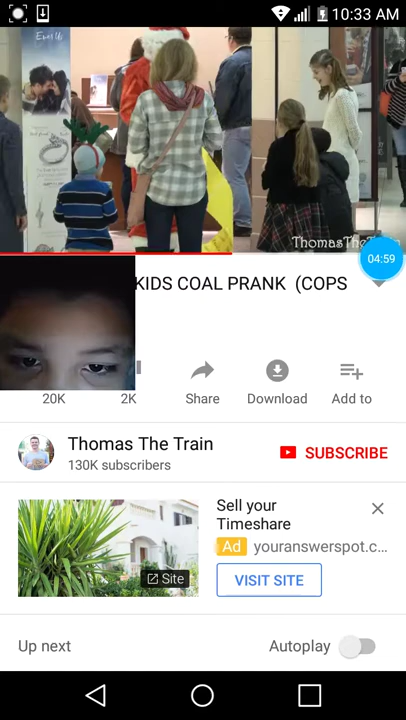 10:33 AM
ThomasThe
04:59
KIDS COAL PRANK (COPS
20K
2K
Share
Download
Add to
Thomas The Train
130K subscribers
SUBSCRIBE
Sell your
Timeshare
Ad youranswerspot.c...
VISIT SITE
Site
Up next
Autoplay